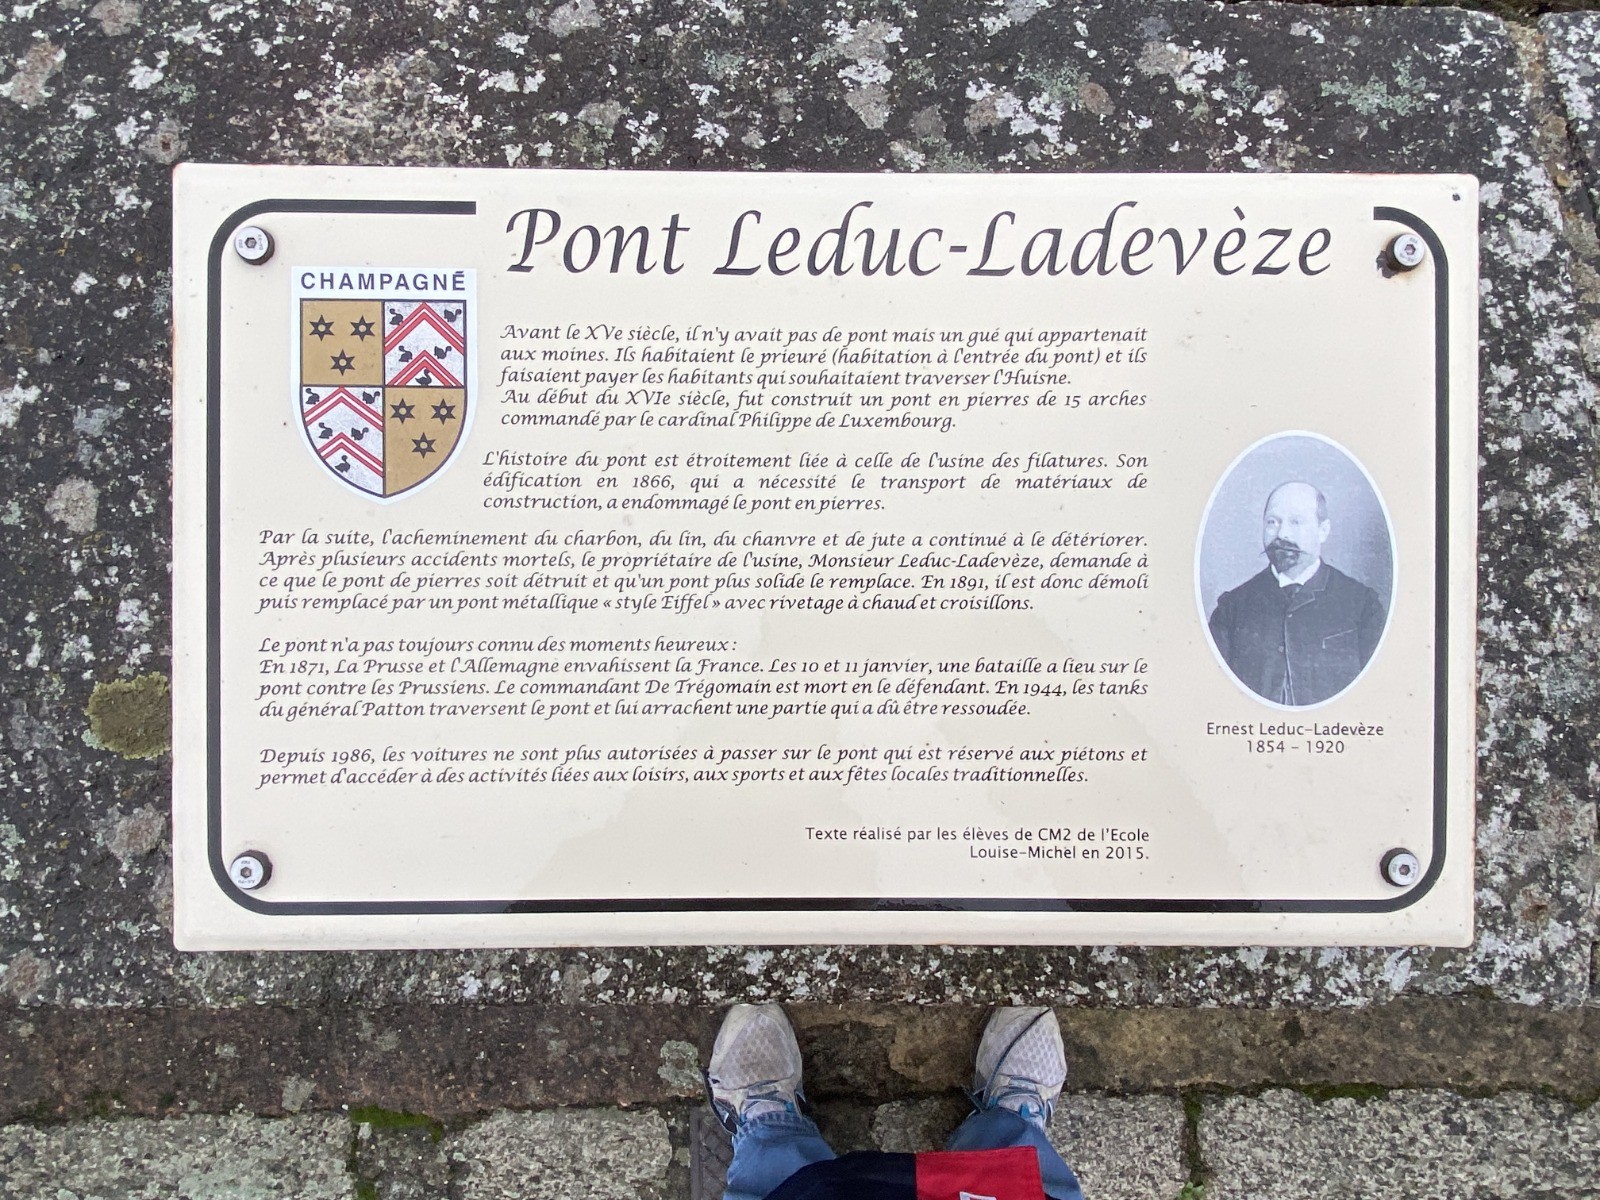 Pont Leduc-Ladevèze
CHAMPAGNÉ
Avant le XVe siècle, il n'y avait pas de pont mais un gué qui appartenait
aux moines. Ils habitaient le prieuré (habitation à l'entrée du pont) et ils
faisaient payer les habitants qui souhaitaient traverser l'Huisne.
Au début du XVIe siècle, fut construit un pont en pierres de 15 arches
commandé par le cardinal Philippe de Luxembourg.
L'histoire du pont est étroitement liée à celle de l'usine des filatures. Son
édification en 1866, qui a nécessité le transport de matériaux de
construction, a endommagé le pont en pierres.
Par la suite, l'acheminement du charbon, du lin, du chanvre et de jute a continué à le détériorer.
Après plusieurs accidents mortels, le propriétaire de l'usine, Monsieur Leduc-Ladevèze, demande à
ce que le pont de pierres soit détruit et qu'un pont plus solide le remplace. En 1891, il est donc démoli
puis remplacé par un pont métallique « style Eiffel » avec rivetage à chaud et croisillons.
Le pont n'a pas toujours connu des moments heureux :
En 1871, La Prusse et l'Allemagne envahissent la France. Les 10 et 11 janvier, une bataille a lieu sur le
pont contre les Prussiens. Le commandant De Trégomain est mort en le défendant. En 1944, les tanks
du général Patton traversent le pont et lui arrachent une partie qui a dû être ressoudée.
Depuis 1986, les voitures ne sont plus autorisées à passer sur le pont qui est réservé aux piétons et
permet d'accéder à des activités liées aux loisirs, aux sports et aux fêtes locales traditionnelles.
Ernest Leduc-Ladevèze
1854 - 1920
Texte réalisé par les élèves de CM2 de l'Ecole
Louise-Michel en 2015.